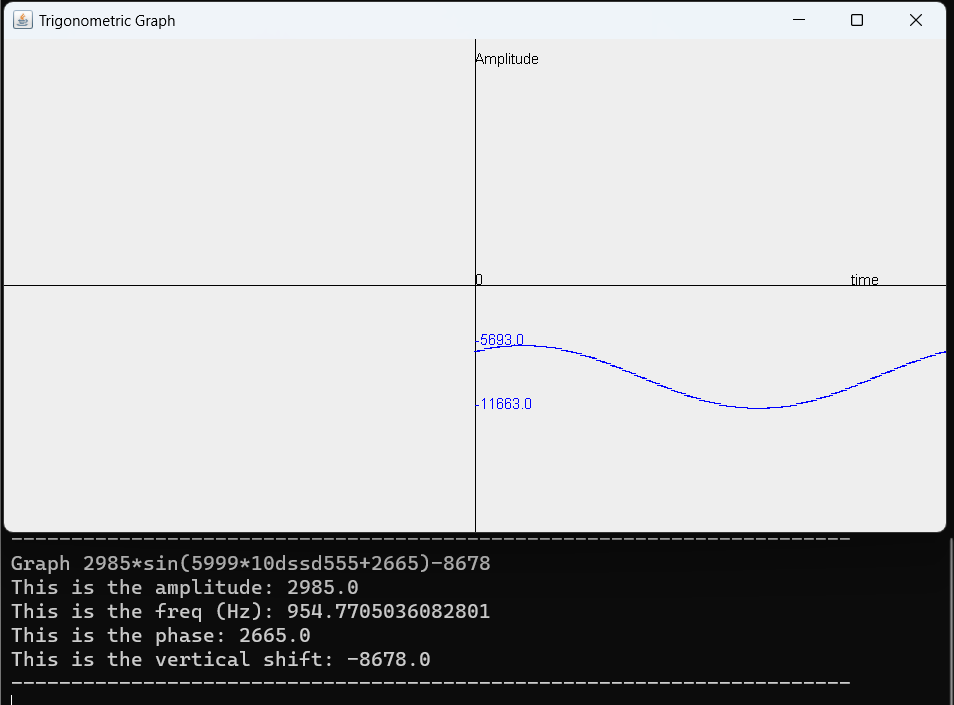 Trigonometric Graph
Amplitude
0
time
-5693.0
-11663.0
----------------------------------------------------------------------
Graph 2985*sin(5999*10dssd555+2665)-8678
This is the amplitude: 2985.0
This is the freq (Hz): 954.7705036082801
This is the phase: 2665.0
This is the vertical shift: -8678.0
----------------------------------------------------------------------